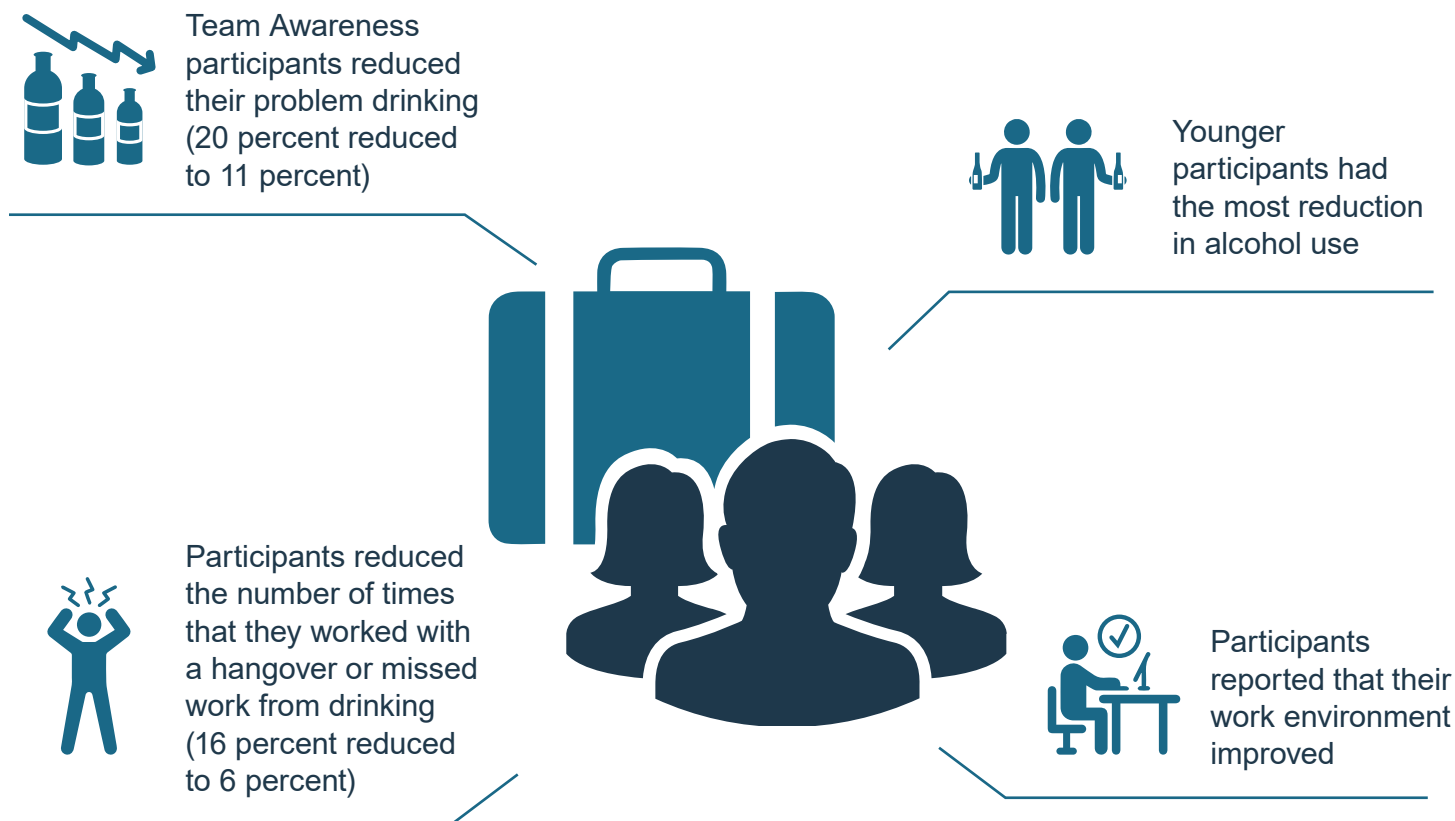 Team Awareness
participants reduced
their problem drinking
(20 percent reduced
to 11 percent)
Younger
participants had
the most reduction
in alcohol use
Participants reduced
the number of times
that they worked with
a hangover or missed
work from drinking
(16 percent reduced
to 6 percent)
Participants
reported that their
work environment
improved